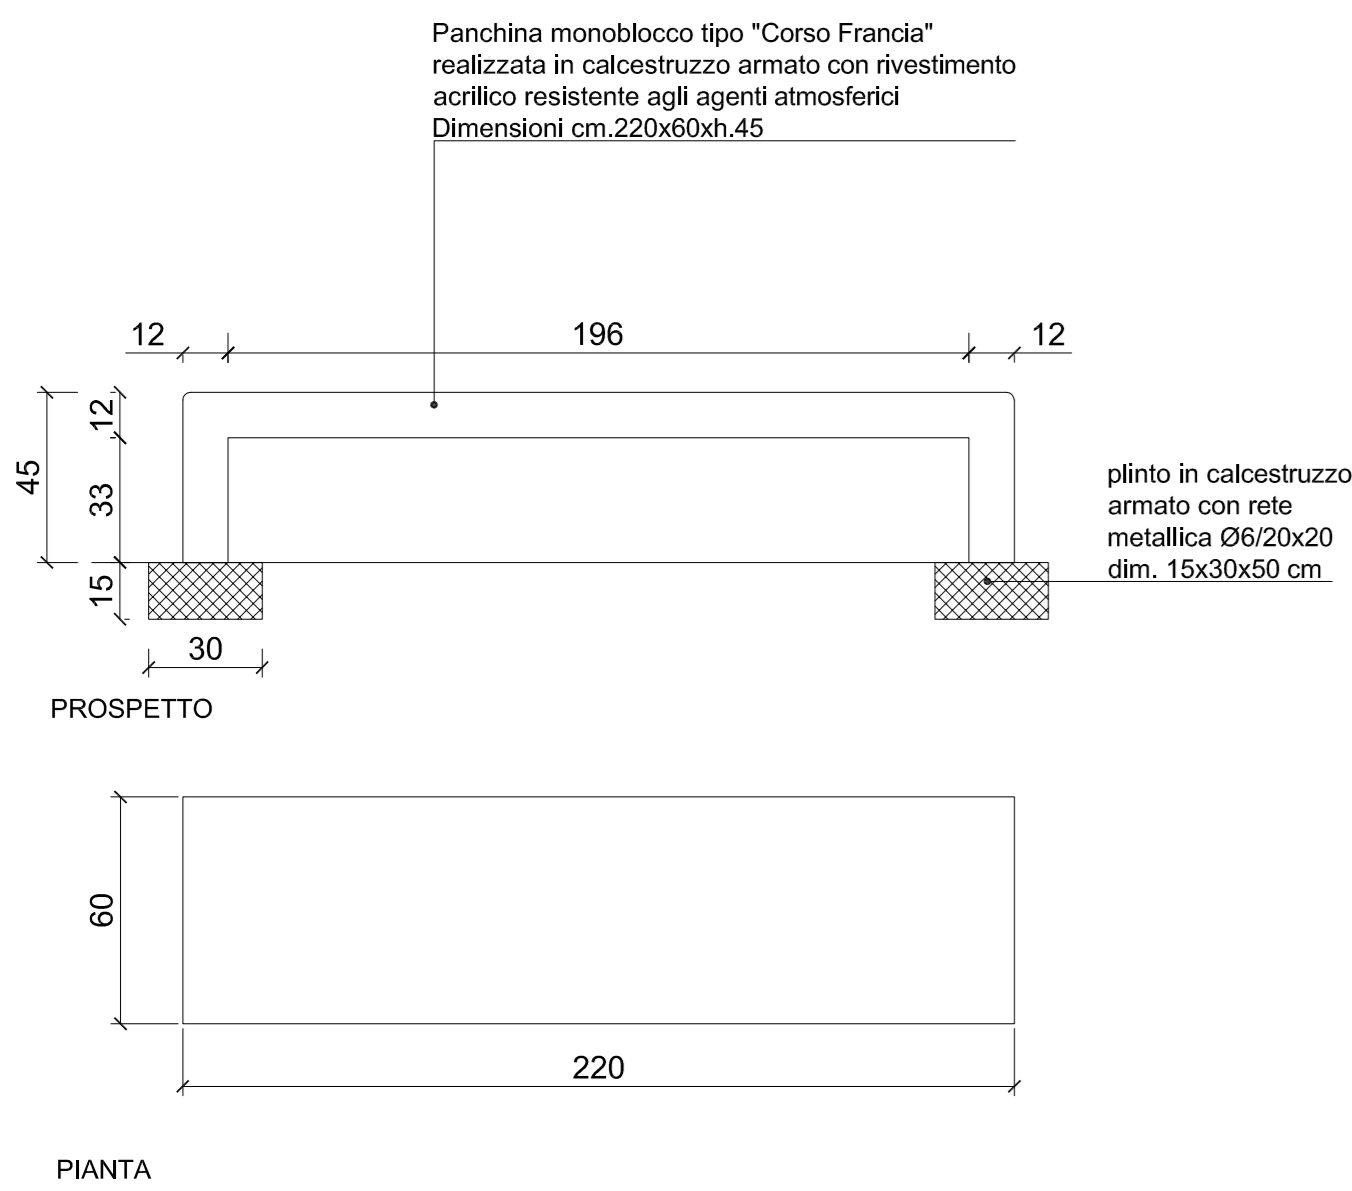 Panchina monoblocco tipo "Corso Francia"
realizzata in calcestruzzo armato con rivestimento
acrilico resistente agli agenti atmosferici
Dimensioni cm.220x60xh.45
12
196
12
12
45
33
15
30
plinto in calcestruzzo
armato con rete
metallica Ø6/20x20
dim. 15x30x50 cm
PROSPETTO
60
220
PIANTA